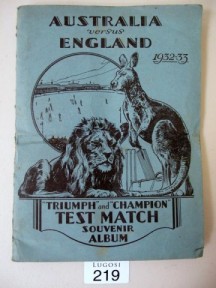 AUSTRALIA
versus
ENGLAND
1932-33
"TRIUMPH" and "CHAMPION"
TEST MATCH
SOUVENIR
ALBUM
LUGOSI
219